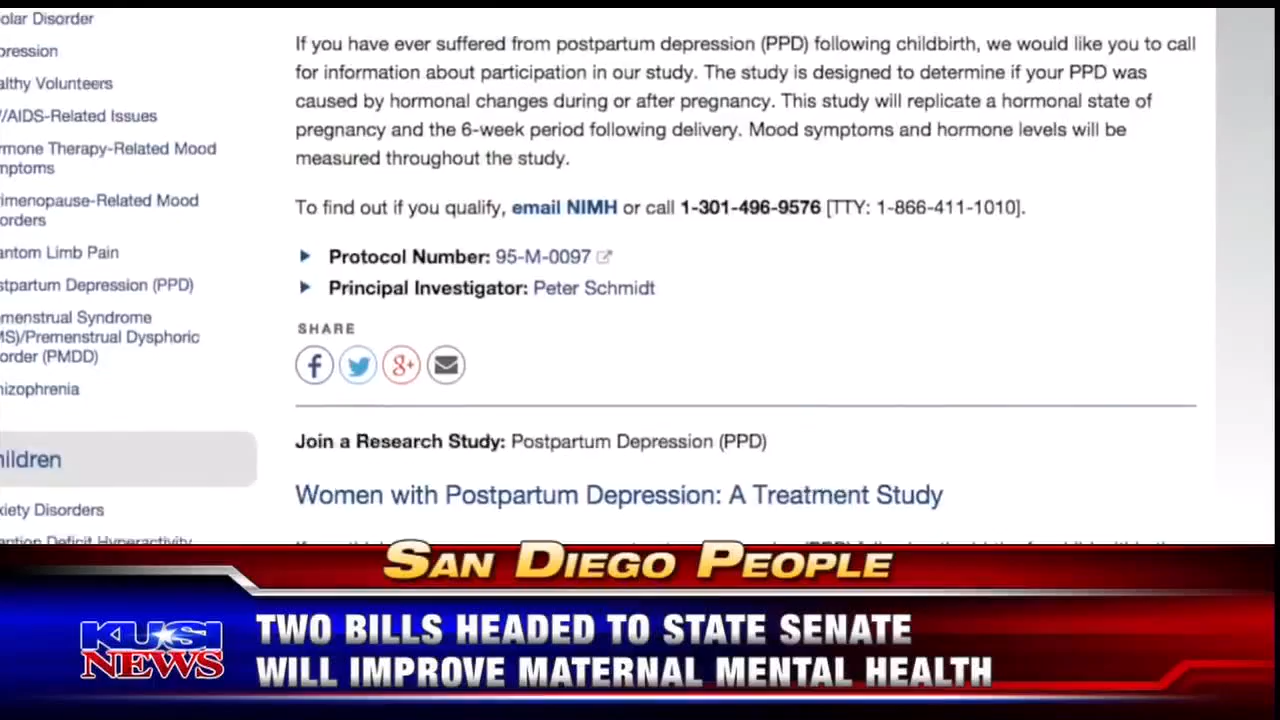 olar Disorder
pression
althy Volunteers
//AIDS-Related Issues
rmone Therapy-Related Mood
mptoms
rimenopause-Related Mood
orders
antom Limb Pain
stpartum Depression (PPD)
menstrual Syndrome
MS)/Premenstrual Dysphoric
order (PMDD)
hizophrenia
hildren
xiety Disorders
ention Deficit Hyperactivity
If you have ever suffered from postpartum depression (PPD) following childbirth, we would like you to call
for information about participation in our study. The study is designed to determine if your PPD was
caused by hormonal changes during or after pregnancy. This study will replicate a hormonal state of
pregnancy and the 6-week period following delivery. Mood symptoms and hormone levels will be
measured throughout the study.
To find out if you qualify, email NIMH or call 1-301-496-9576 [TTY: 1-866-411-1010].
Protocol Number: 95-M-0097
Principal Investigator: Peter Schmidt
SHARE
Join a Research Study: Postpartum Depression (PPD)
Women with Postpartum Depression: A Treatment Study
SAN DIEGO PEOPLE
KUSI
NEWS
TWO BILLS HEADED TO STATE SENATE
WILL IMPROVE MATERNAL MENTAL HEALTH